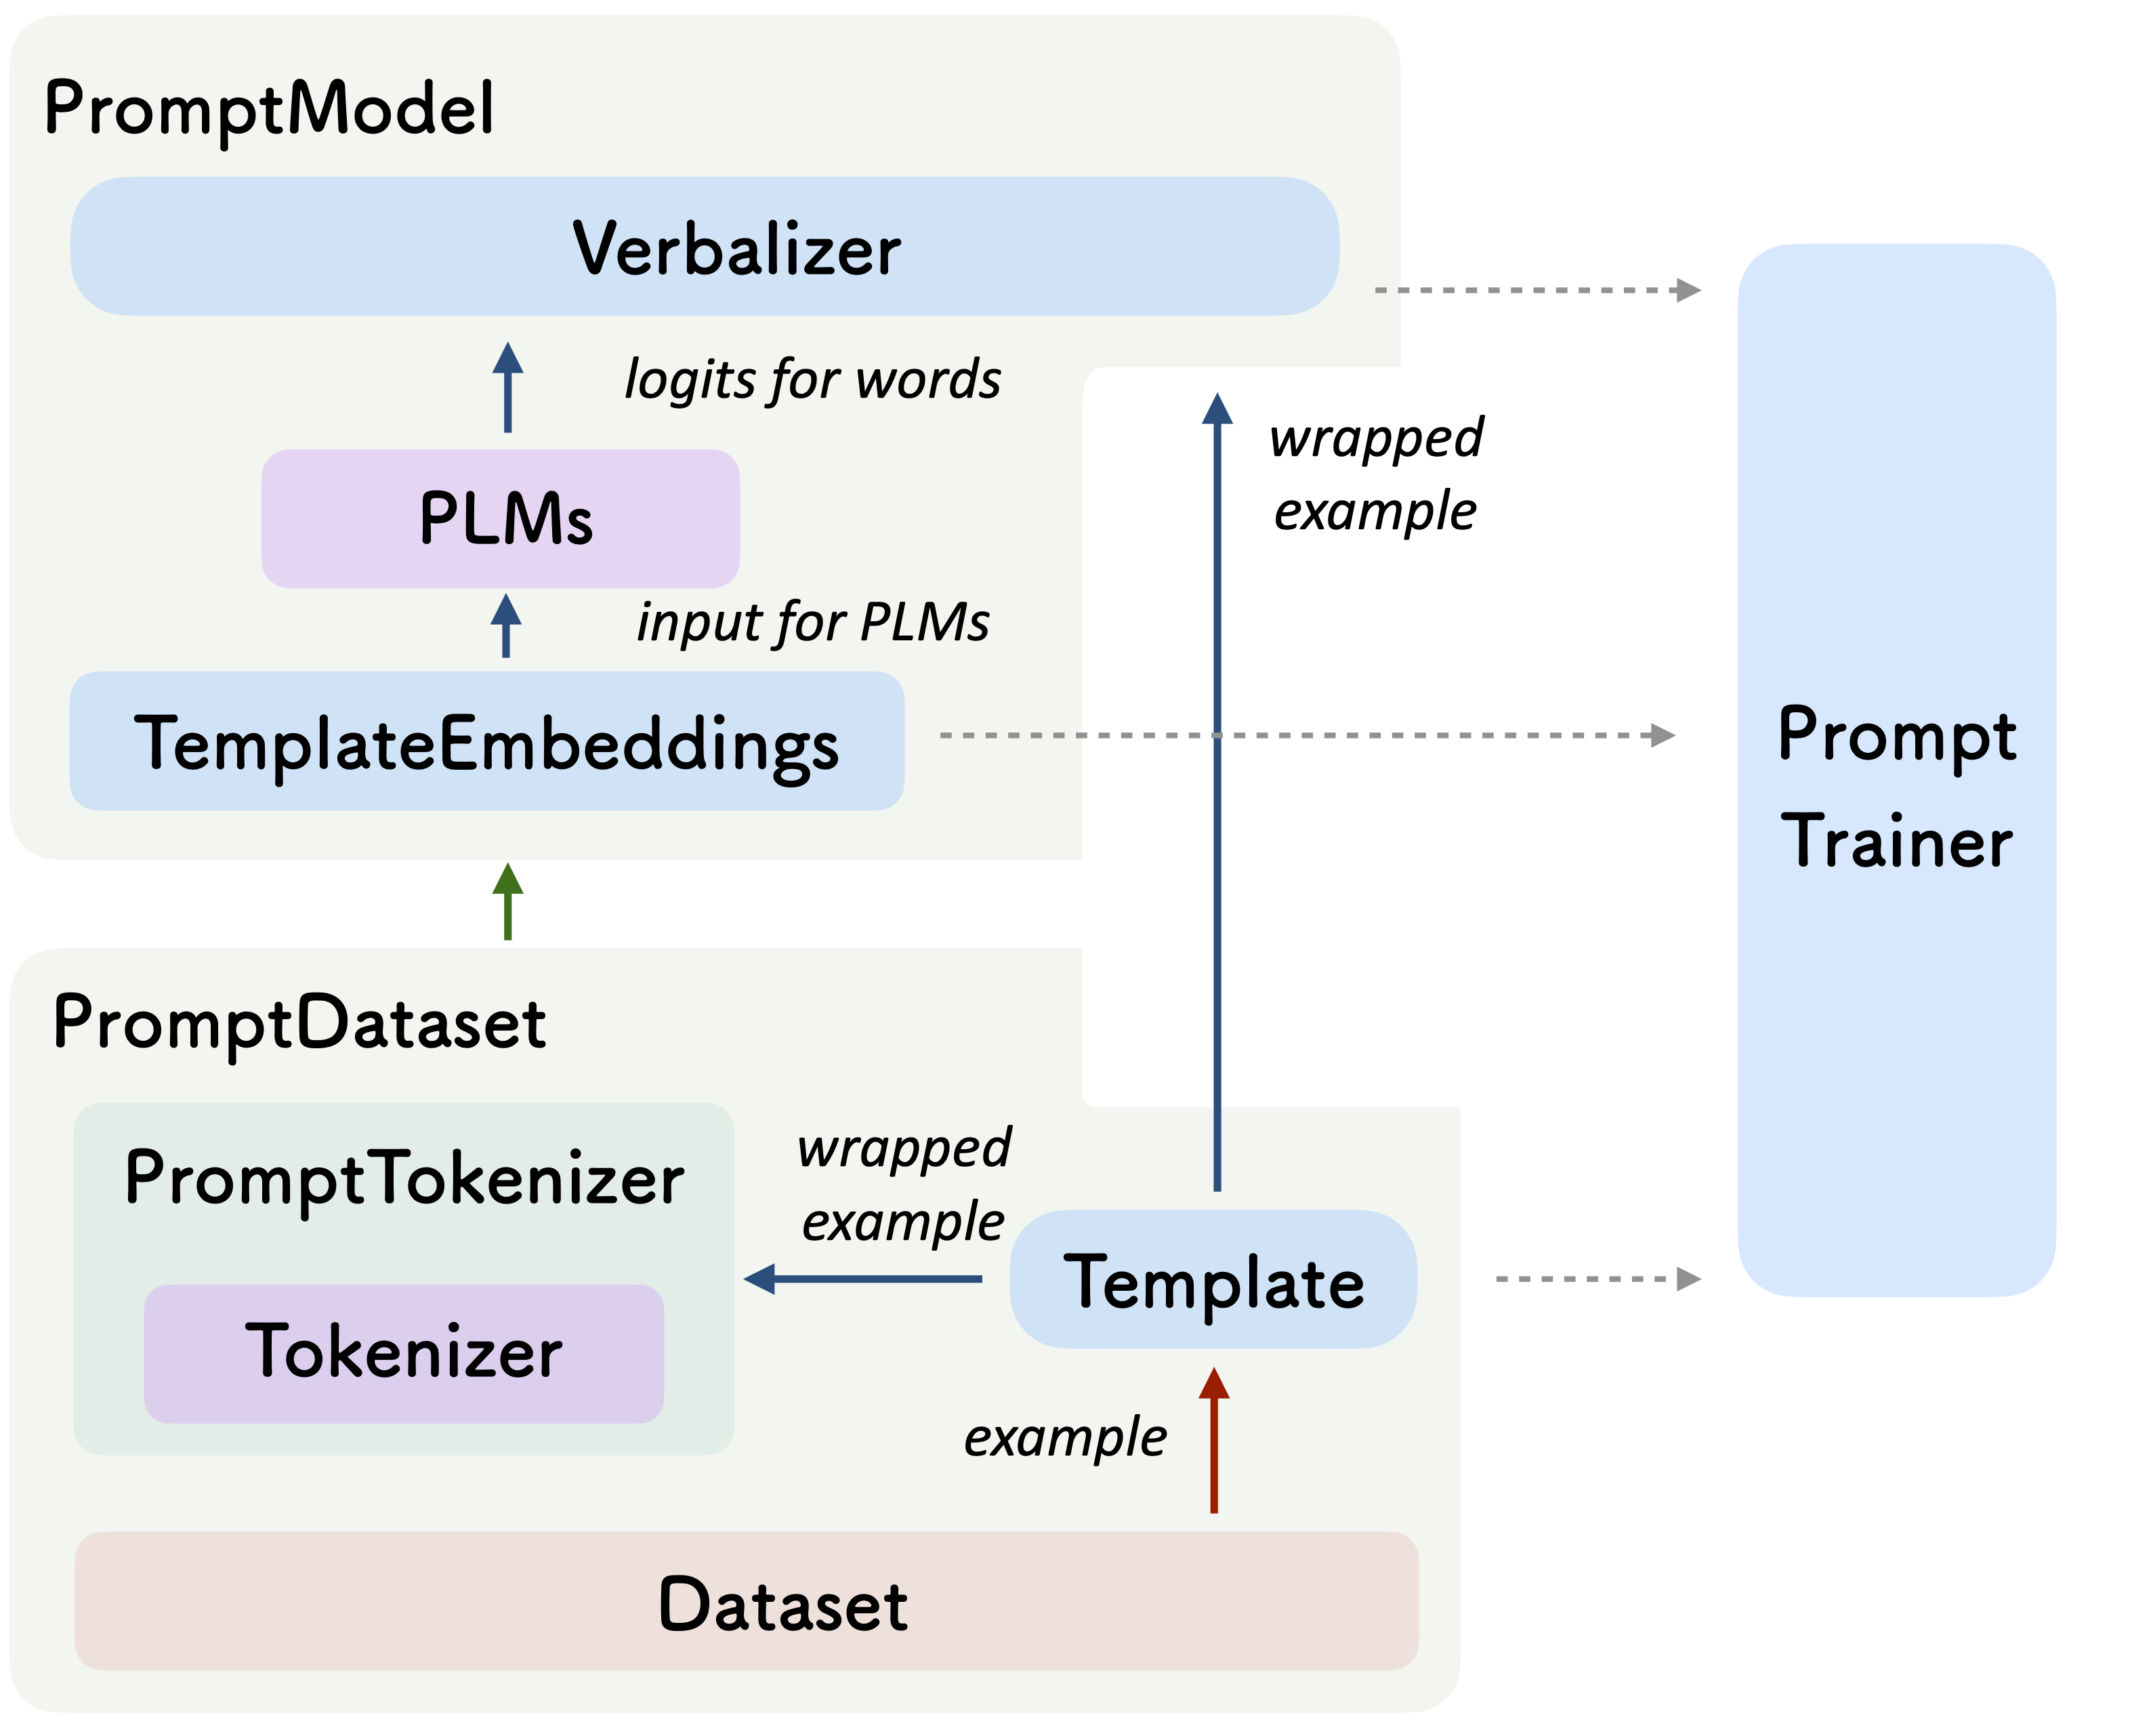 PromptModel
Verbalizer
logits for words
wrapped
example
PLMs
input for PLMs
TemplateEmbeddings
Prompt
Trainer
PromptDataset
PromptTokenizer
wrapped
example
Template
Tokenizer
example
Dataset